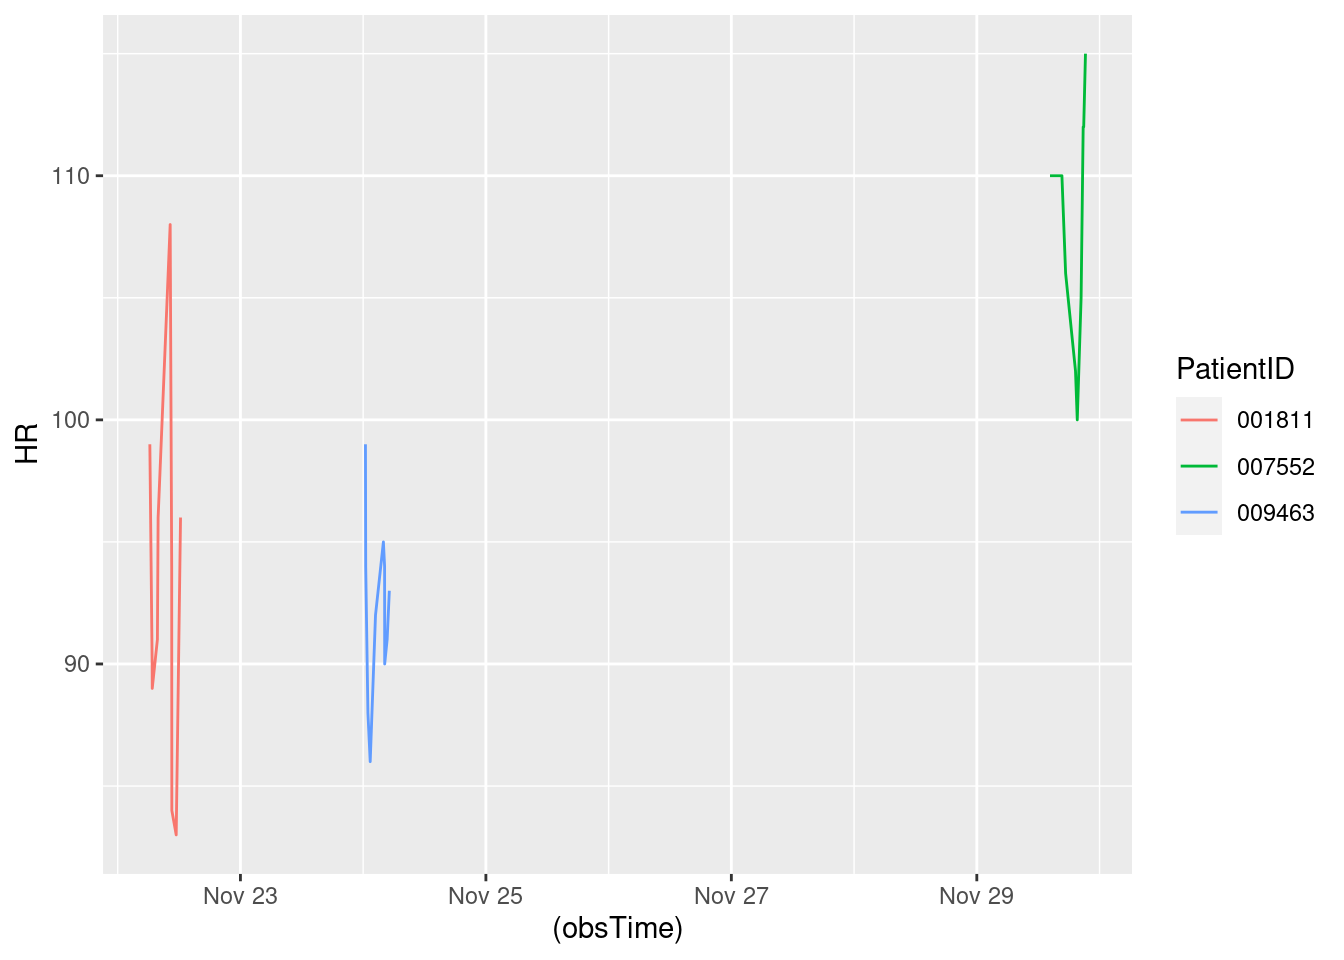 110
100
90
HR
Nov 23
Nov 25
Nov 27
Nov 29
(obsTime)
PatientID
001811
007552
009463